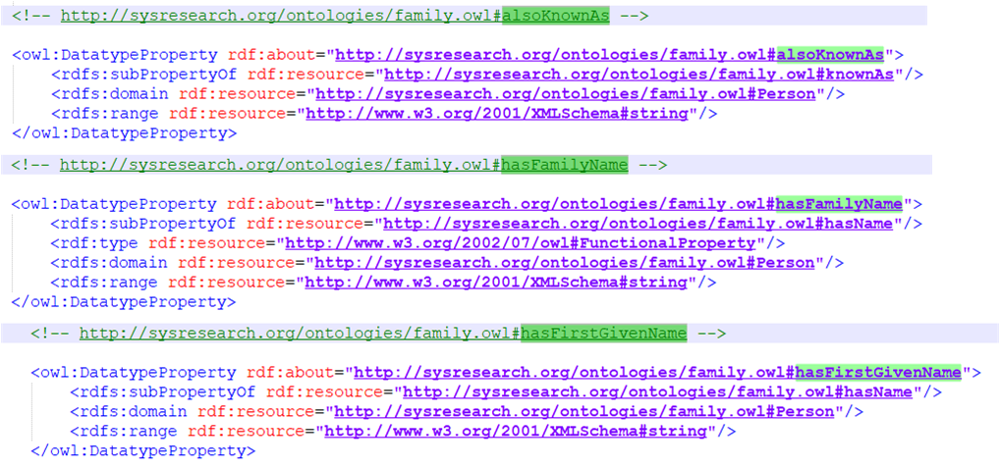 <!-- http://sysresearch.org/ontologies/family.owl#alsoKnownAs -->
<owl:DatatypeProperty rdf:about="http://sysresearch.org/ontologies/family.owl#alsoKnownAs">
<rdfs:subPropertyOf rdf:resource="http://sysresearch.org/ontologies/family.owl#knownAs"/>
<rdfs:domain rdf:resource="http://sysresearch.org/ontologies/family.owl#Person"/>
<rdfs:range rdf:resource="http://www.w3.org/2001/XMLSchema#string"/>
</owl:DatatypeProperty>
<!-- http://sysresearch.org/ontologies/family.owl#hasFamilyName -->
<owl:DatatypeProperty rdf:about="http://sysresearch.org/ontologies/family.owl#hasFamilyName">
<rdfs:subPropertyOf rdf:resource="http://sysresearch.org/ontologies/family.owl#hasName"/>
<rdf:type rdf:resource="http://www.w3.org/2002/07/owl#FunctionalProperty"/>
<rdfs:domain rdf:resource="http://sysresearch.org/ontologies/family.owl#Person"/>
<rdfs:range rdf:resource="http://www.w3.org/2001/XMLSchema#string"/>
</owl:DatatypeProperty>
<!-- http://sysresearch.org/ontologies/family.owl#hasFirstGivenName -->
<owl:DatatypeProperty rdf:about="http://sysresearch.org/ontologies/family.owl#hasFirstGivenName">
<rdfs:subPropertyOf rdf:resource="http://sysresearch.org/ontologies/family.owl#hasName"/>
<rdfs:domain rdf:resource="http://sysresearch.org/ontologies/family.owl#Person"/>
<rdfs:range rdf:resource="http://www.w3.org/2001/XMLSchema#string"/>
</owl:DatatypeProperty>